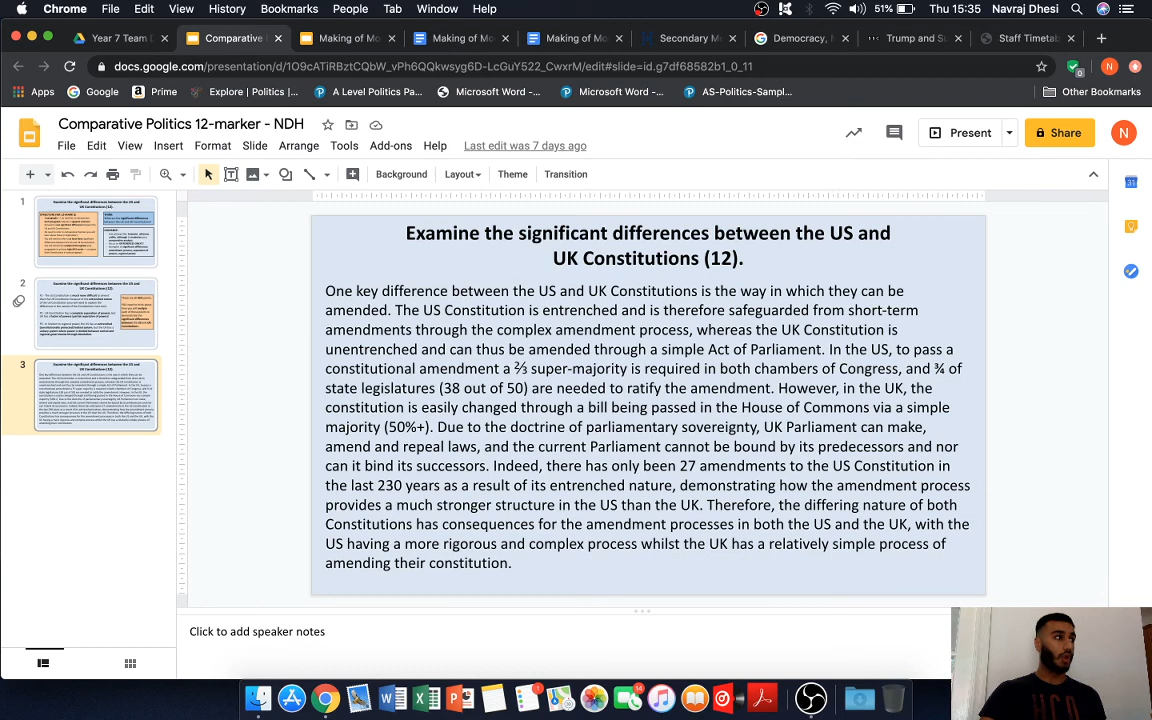 Chrome File Edit View History Bookmarks People Tab Window Help 51% Thu 15:35 Navraj Dhesi
Year 7 Team D Comparative Making of Mo Making of Mo Making of Mo Secondary Me Democracy, Trump and Su Staff Timetab
docs.google.com/presentation/d/1O9cATiRBztCQbW_vPh6QQkwsyg6D-LcGuY522_CwxrM/edit#slide=id.g7df68582b1_0_11
Apps Google Prime Explore | Politics |... A Level Politics Pa... Microsoft Word -... Microsoft Word -... AS-Politics-Sampl... Other Bookmarks
Comparative Politics 12-marker - NDH
File Edit View Insert Format Slide Arrange Tools Add-ons Help Last edit was 7 days ago
Present Share N
Background Layout Theme Transition
1
2
3
Examine the significant differences between the US and
UK Constitutions (12).
One key difference between the US and UK Constitutions is the way in which they can be
amended. The US Constitution is entrenched and is therefore safeguarded from short-term
amendments through the complex amendment process, whereas the UK Constitution is
unentrenched and can thus be amended through a simple Act of Parliament. In the US, to pass a
constitutional amendment a ⅔ super-majority is required in both chambers of Congress, and ¾ of
state legislatures (38 out of 50) are needed to ratify the amendment. However, in the UK, the
constitution is easily changed through a bill being passed in the House of Commons via a simple
majority (50%+). Due to the doctrine of parliamentary sovereignty, UK Parliament can make,
amend and repeal laws, and the current Parliament cannot be bound by its predecessors and nor
can it bind its successors. Indeed, there has only been 27 amendments to the US Constitution in
the last 230 years as a result of its entrenched nature, demonstrating how the amendment process
provides a much stronger structure in the US than the UK. Therefore, the differing nature of both
Constitutions has consequences for the amendment processes in both the US and the UK, with the
US having a more rigorous and complex process whilst the UK has a relatively simple process of
amending their constitution.
Click to add speaker notes